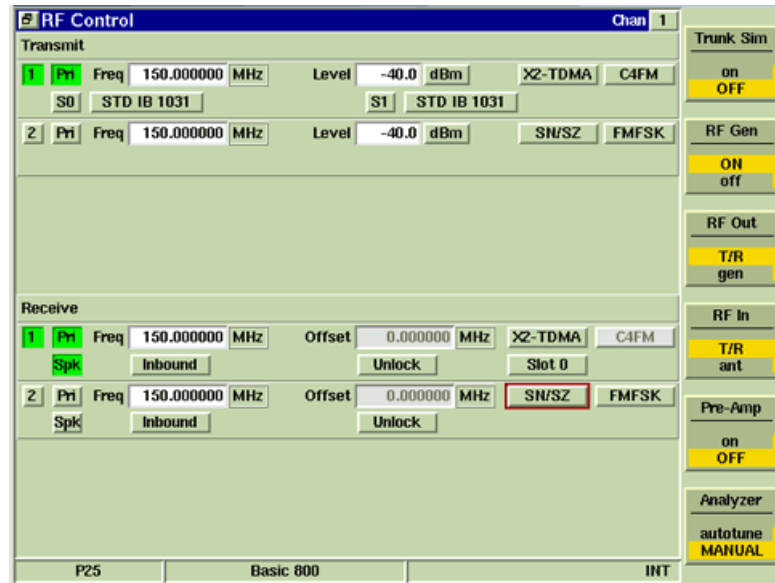 RF Control Chan 1
Transmit
1 Pri Freq 150.000000 MHz Level -40.0 dBm X2-TDMA C4FM
S0 STD IB 1031 S1 STD IB 1031
2 Pri Freq 150.000000 MHz Level -40.0 dBm SN/SZ FMFSK
Receive
1 Pri Freq 150.000000 MHz Offset 0.000000 MHz X2-TDMA C4FM
Spk Inbound Unlock Slot 0
2 Pri Freq 150.000000 MHz Offset 0.000000 MHz SN/SZ FMFSK
Spk Inbound Unlock
P25 Basic 800 INT
Trunk Sim
on
OFF
RF Gen
ON
off
RF Out
T/R
gen
RF In
T/R
ant
Pre-Amp
on
OFF
Analyzer
autotune
MANUAL